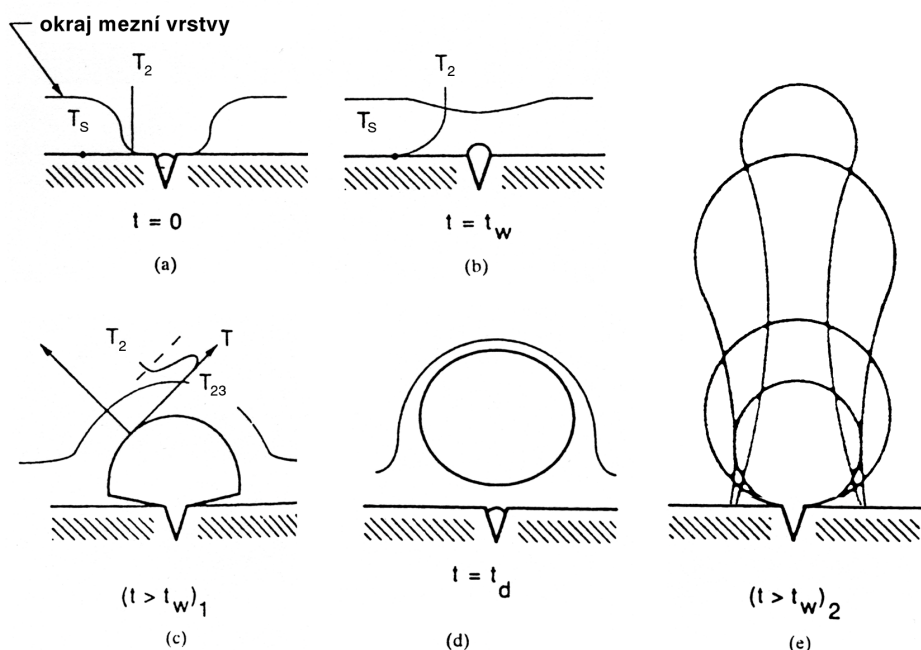 okraj mezní vrstvy
T2
TS
t = 0
(a)
T2
TS
t = tw
(b)
T2
T
T23
(t > tw)1
(c)
t = td
(d)
(t > tw)2
(e)